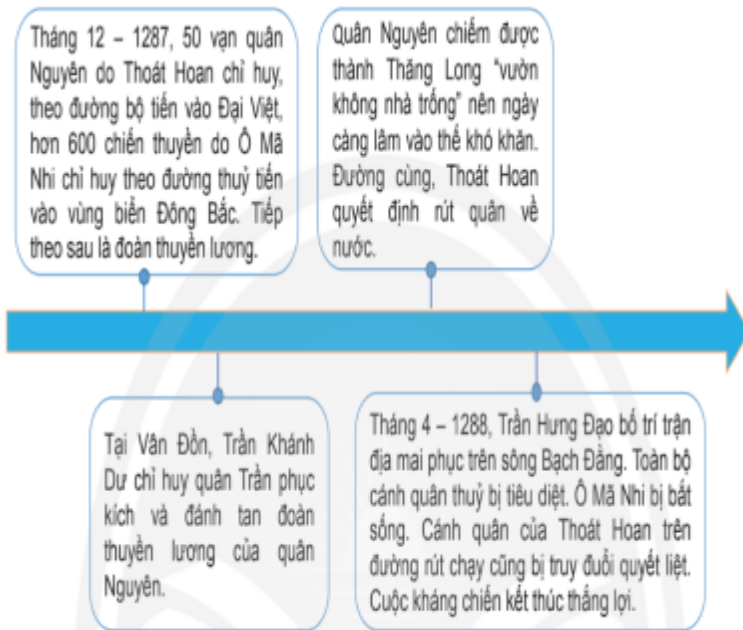 Tháng 12 – 1287, 50 vạn quân
Nguyên do Thoát Hoan chỉ huy,
theo đường bộ tiến vào Đại Việt,
hơn 600 chiến thuyền do Ô Mã
Nhi chỉ huy theo đường thuỷ tiến
vào vùng biển Đông Bắc. Tiếp
theo sau là đoàn thuyền lương.
Tại Vân Đồn, Trần Khánh
Dư chỉ huy quân Trần phục
kích và đánh tan đoàn
thuyền lương của quân
Nguyên.
Quân Nguyên chiếm được
thành Thăng Long “vườn
không nhà trống” nên ngày
càng lâm vào thế khó khăn.
Đường cùng, Thoát Hoan
quyết định rút quân về
nước.
Tháng 4 – 1288, Trần Hưng Đạo bố trí trận
địa mai phục trên sông Bạch Đằng. Toàn bộ
cánh quân thuỷ bị tiêu diệt. Ô Mã Nhi bị bắt
sống. Cánh quân của Thoát Hoan trên
đường rút chạy cũng bị truy đuổi quyết liệt.
Cuộc kháng chiến kết thúc thắng lợi.